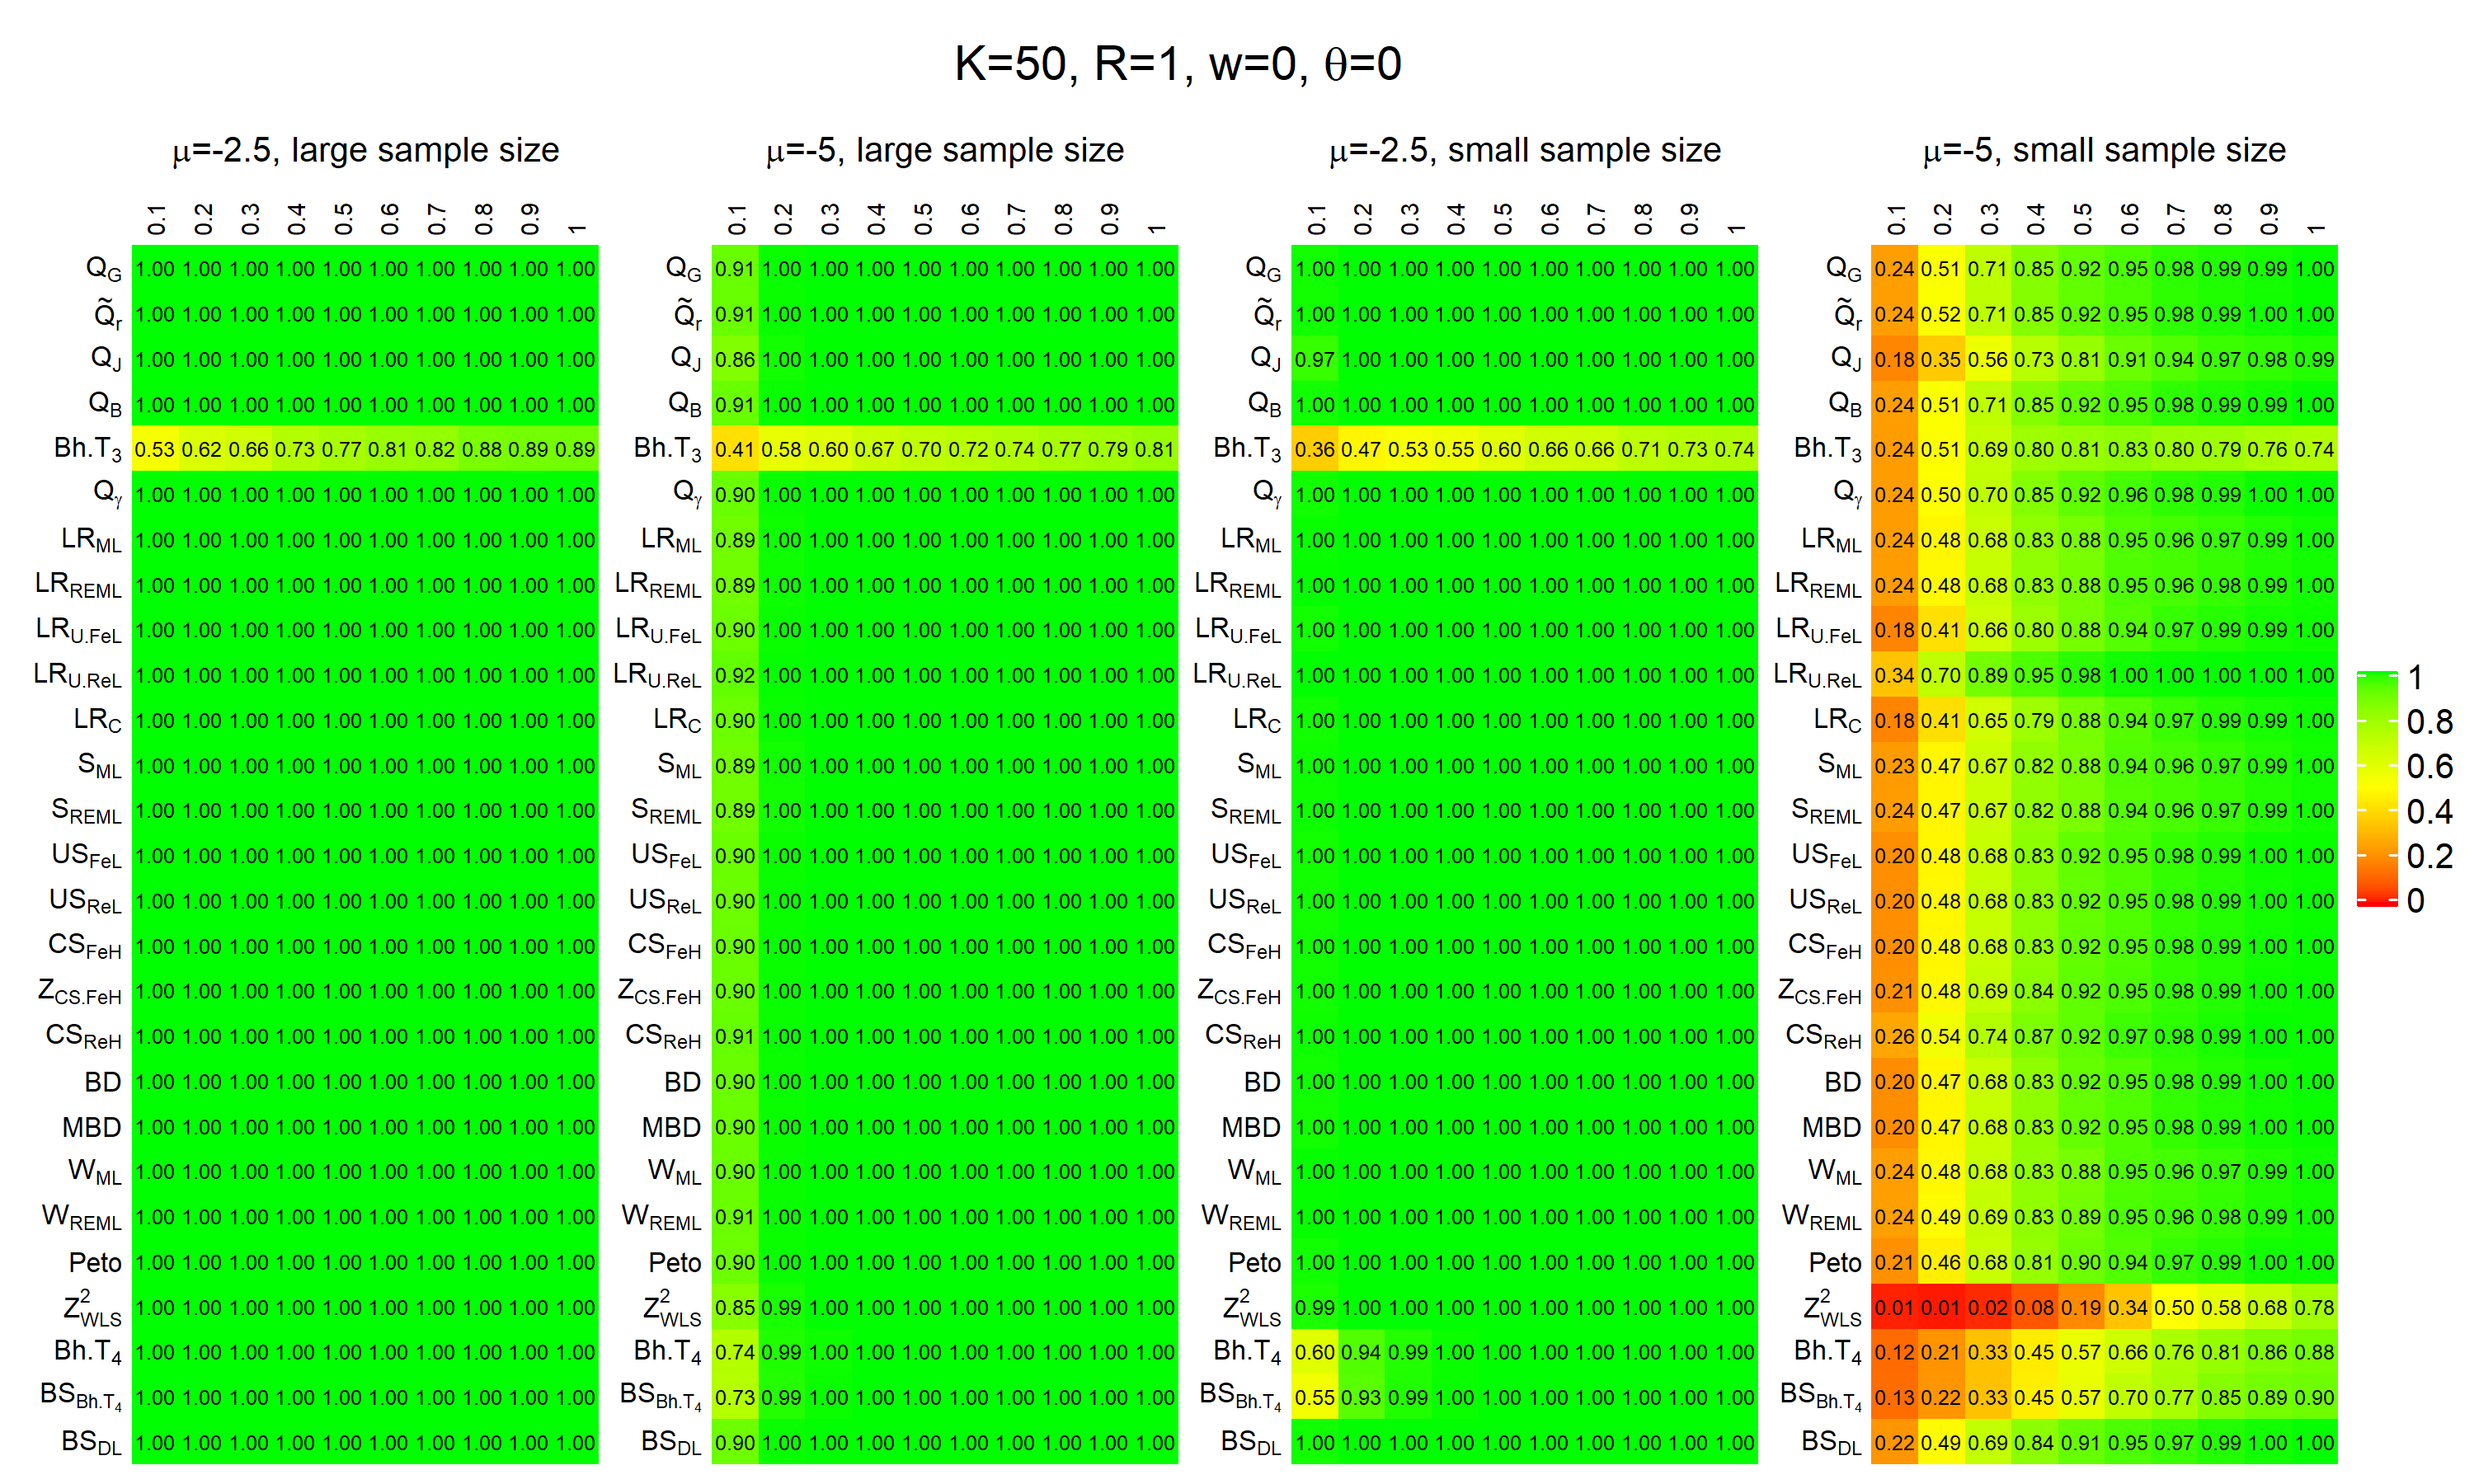 K=50, R=1, w=0, θ=0
μ=-2.5, large sample size μ=-5, large sample size μ=-2.5, small sample size μ=-5, small sample size
0.1 0.2 0.3 0.4 0.5 0.6 0.7 0.8 0.9 1 0.1 0.2 0.3 0.4 0.5 0.6 0.7 0.8 0.9 1 0.1 0.2 0.3 0.4 0.5 0.6 0.7 0.8 0.9 1 0.1 0.2 0.3 0.4 0.5 0.6 0.7 0.8 0.9 1
Q_G 1.00 1.00 1.00 1.00 1.00 1.00 1.00 1.00 1.00 1.00 Q_G 0.91 1.00 1.00 1.00 1.00 1.00 1.00 1.00 1.00 1.00 Q_G 1.00 1.00 1.00 1.00 1.00 1.00 1.00 1.00 1.00 1.00 Q_G 0.24 0.51 0.71 0.85 0.92 0.95 0.98 0.99 0.99 1.00
Q̃_r 1.00 1.00 1.00 1.00 1.00 1.00 1.00 1.00 1.00 1.00 Q̃_r 0.91 1.00 1.00 1.00 1.00 1.00 1.00 1.00 1.00 1.00 Q̃_r 1.00 1.00 1.00 1.00 1.00 1.00 1.00 1.00 1.00 1.00 Q̃_r 0.24 0.52 0.71 0.85 0.92 0.95 0.98 0.99 1.00 1.00
Q_J 1.00 1.00 1.00 1.00 1.00 1.00 1.00 1.00 1.00 1.00 Q_J 0.86 1.00 1.00 1.00 1.00 1.00 1.00 1.00 1.00 1.00 Q_J 0.97 1.00 1.00 1.00 1.00 1.00 1.00 1.00 1.00 1.00 Q_J 0.18 0.35 0.56 0.73 0.81 0.91 0.94 0.97 0.98 0.99
Q_B 1.00 1.00 1.00 1.00 1.00 1.00 1.00 1.00 1.00 1.00 Q_B 0.91 1.00 1.00 1.00 1.00 1.00 1.00 1.00 1.00 1.00 Q_B 1.00 1.00 1.00 1.00 1.00 1.00 1.00 1.00 1.00 1.00 Q_B 0.24 0.51 0.71 0.85 0.92 0.95 0.98 0.99 0.99 1.00
Bh.T_3 0.53 0.62 0.66 0.73 0.77 0.81 0.82 0.88 0.89 0.89 Bh.T_3 0.41 0.58 0.60 0.67 0.70 0.72 0.74 0.77 0.79 0.81 Bh.T_3 0.36 0.47 0.53 0.55 0.60 0.66 0.66 0.71 0.73 0.74 Bh.T_3 0.24 0.51 0.69 0.80 0.81 0.83 0.80 0.79 0.76 0.74
Q_γ 1.00 1.00 1.00 1.00 1.00 1.00 1.00 1.00 1.00 1.00 Q_γ 0.90 1.00 1.00 1.00 1.00 1.00 1.00 1.00 1.00 1.00 Q_γ 1.00 1.00 1.00 1.00 1.00 1.00 1.00 1.00 1.00 1.00 Q_γ 0.24 0.50 0.70 0.85 0.92 0.96 0.98 0.99 1.00 1.00
LR_ML 1.00 1.00 1.00 1.00 1.00 1.00 1.00 1.00 1.00 1.00 LR_ML 0.89 1.00 1.00 1.00 1.00 1.00 1.00 1.00 1.00 1.00 LR_ML 1.00 1.00 1.00 1.00 1.00 1.00 1.00 1.00 1.00 1.00 LR_ML 0.24 0.48 0.68 0.83 0.88 0.95 0.96 0.97 0.99 1.00
LR_REML 1.00 1.00 1.00 1.00 1.00 1.00 1.00 1.00 1.00 1.00 LR_REML 0.89 1.00 1.00 1.00 1.00 1.00 1.00 1.00 1.00 1.00 LR_REML 1.00 1.00 1.00 1.00 1.00 1.00 1.00 1.00 1.00 1.00 LR_REML 0.24 0.48 0.68 0.83 0.88 0.95 0.96 0.98 0.99 1.00
LR_U.FeL 1.00 1.00 1.00 1.00 1.00 1.00 1.00 1.00 1.00 1.00 LR_U.FeL 0.90 1.00 1.00 1.00 1.00 1.00 1.00 1.00 1.00 1.00 LR_U.FeL 1.00 1.00 1.00 1.00 1.00 1.00 1.00 1.00 1.00 1.00 LR_U.FeL 0.18 0.41 0.66 0.80 0.88 0.94 0.97 0.99 0.99 1.00
LR_U.ReL 1.00 1.00 1.00 1.00 1.00 1.00 1.00 1.00 1.00 1.00 LR_U.ReL 0.92 1.00 1.00 1.00 1.00 1.00 1.00 1.00 1.00 1.00 LR_U.ReL 1.00 1.00 1.00 1.00 1.00 1.00 1.00 1.00 1.00 1.00 LR_U.ReL 0.34 0.70 0.89 0.95 0.98 1.00 1.00 1.00 1.00 1.00
LR_C 1.00 1.00 1.00 1.00 1.00 1.00 1.00 1.00 1.00 1.00 LR_C 0.90 1.00 1.00 1.00 1.00 1.00 1.00 1.00 1.00 1.00 LR_C 1.00 1.00 1.00 1.00 1.00 1.00 1.00 1.00 1.00 1.00 LR_C 0.18 0.41 0.65 0.79 0.88 0.94 0.97 0.99 0.99 1.00
S_ML 1.00 1.00 1.00 1.00 1.00 1.00 1.00 1.00 1.00 1.00 S_ML 0.89 1.00 1.00 1.00 1.00 1.00 1.00 1.00 1.00 1.00 S_ML 1.00 1.00 1.00 1.00 1.00 1.00 1.00 1.00 1.00 1.00 S_ML 0.23 0.47 0.67 0.82 0.88 0.94 0.96 0.97 0.99 1.00
S_REML 1.00 1.00 1.00 1.00 1.00 1.00 1.00 1.00 1.00 1.00 S_REML 0.89 1.00 1.00 1.00 1.00 1.00 1.00 1.00 1.00 1.00 S_REML 1.00 1.00 1.00 1.00 1.00 1.00 1.00 1.00 1.00 1.00 S_REML 0.24 0.47 0.67 0.82 0.88 0.94 0.96 0.97 0.99 1.00
US_FeL 1.00 1.00 1.00 1.00 1.00 1.00 1.00 1.00 1.00 1.00 US_FeL 0.90 1.00 1.00 1.00 1.00 1.00 1.00 1.00 1.00 1.00 US_FeL 1.00 1.00 1.00 1.00 1.00 1.00 1.00 1.00 1.00 1.00 US_FeL 0.20 0.48 0.68 0.83 0.92 0.95 0.98 0.99 1.00 1.00
US_ReL 1.00 1.00 1.00 1.00 1.00 1.00 1.00 1.00 1.00 1.00 US_ReL 0.90 1.00 1.00 1.00 1.00 1.00 1.00 1.00 1.00 1.00 US_ReL 1.00 1.00 1.00 1.00 1.00 1.00 1.00 1.00 1.00 1.00 US_ReL 0.20 0.48 0.68 0.83 0.92 0.95 0.98 0.99 1.00 1.00
CS_FeH 1.00 1.00 1.00 1.00 1.00 1.00 1.00 1.00 1.00 1.00 CS_FeH 0.90 1.00 1.00 1.00 1.00 1.00 1.00 1.00 1.00 1.00 CS_FeH 1.00 1.00 1.00 1.00 1.00 1.00 1.00 1.00 1.00 1.00 CS_FeH 0.20 0.48 0.68 0.83 0.92 0.95 0.98 0.99 1.00 1.00
Z_CS.FeH 1.00 1.00 1.00 1.00 1.00 1.00 1.00 1.00 1.00 1.00 Z_CS.FeH 0.90 1.00 1.00 1.00 1.00 1.00 1.00 1.00 1.00 1.00 Z_CS.FeH 1.00 1.00 1.00 1.00 1.00 1.00 1.00 1.00 1.00 1.00 Z_CS.FeH 0.21 0.48 0.69 0.84 0.92 0.95 0.98 0.99 1.00 1.00
CS_ReH 1.00 1.00 1.00 1.00 1.00 1.00 1.00 1.00 1.00 1.00 CS_ReH 0.91 1.00 1.00 1.00 1.00 1.00 1.00 1.00 1.00 1.00 CS_ReH 1.00 1.00 1.00 1.00 1.00 1.00 1.00 1.00 1.00 1.00 CS_ReH 0.26 0.54 0.74 0.87 0.92 0.97 0.98 0.99 1.00 1.00
BD 1.00 1.00 1.00 1.00 1.00 1.00 1.00 1.00 1.00 1.00 BD 0.90 1.00 1.00 1.00 1.00 1.00 1.00 1.00 1.00 1.00 BD 1.00 1.00 1.00 1.00 1.00 1.00 1.00 1.00 1.00 1.00 BD 0.20 0.47 0.68 0.83 0.92 0.95 0.98 0.99 1.00 1.00
MBD 1.00 1.00 1.00 1.00 1.00 1.00 1.00 1.00 1.00 1.00 MBD 0.90 1.00 1.00 1.00 1.00 1.00 1.00 1.00 1.00 1.00 MBD 1.00 1.00 1.00 1.00 1.00 1.00 1.00 1.00 1.00 1.00 MBD 0.20 0.47 0.68 0.83 0.92 0.95 0.98 0.99 1.00 1.00
W_ML 1.00 1.00 1.00 1.00 1.00 1.00 1.00 1.00 1.00 1.00 W_ML 0.90 1.00 1.00 1.00 1.00 1.00 1.00 1.00 1.00 1.00 W_ML 1.00 1.00 1.00 1.00 1.00 1.00 1.00 1.00 1.00 1.00 W_ML 0.24 0.48 0.68 0.83 0.88 0.95 0.96 0.97 0.99 1.00
W_REML 1.00 1.00 1.00 1.00 1.00 1.00 1.00 1.00 1.00 1.00 W_REML 0.91 1.00 1.00 1.00 1.00 1.00 1.00 1.00 1.00 1.00 W_REML 1.00 1.00 1.00 1.00 1.00 1.00 1.00 1.00 1.00 1.00 W_REML 0.24 0.49 0.69 0.83 0.89 0.95 0.96 0.98 0.99 1.00
Peto 1.00 1.00 1.00 1.00 1.00 1.00 1.00 1.00 1.00 1.00 Peto 0.90 1.00 1.00 1.00 1.00 1.00 1.00 1.00 1.00 1.00 Peto 1.00 1.00 1.00 1.00 1.00 1.00 1.00 1.00 1.00 1.00 Peto 0.21 0.46 0.68 0.81 0.90 0.94 0.97 0.99 1.00 1.00
Z²_WLS 1.00 1.00 1.00 1.00 1.00 1.00 1.00 1.00 1.00 1.00 Z²_WLS 0.85 0.99 1.00 1.00 1.00 1.00 1.00 1.00 1.00 1.00 Z²_WLS 0.99 1.00 1.00 1.00 1.00 1.00 1.00 1.00 1.00 1.00 Z²_WLS 0.01 0.01 0.02 0.08 0.19 0.34 0.50 0.58 0.68 0.78
Bh.T_4 1.00 1.00 1.00 1.00 1.00 1.00 1.00 1.00 1.00 1.00 Bh.T_4 0.74 0.99 1.00 1.00 1.00 1.00 1.00 1.00 1.00 1.00 Bh.T_4 0.60 0.94 0.99 1.00 1.00 1.00 1.00 1.00 1.00 1.00 Bh.T_4 0.12 0.21 0.33 0.45 0.57 0.66 0.76 0.81 0.86 0.88
BS_Bh.T_4 1.00 1.00 1.00 1.00 1.00 1.00 1.00 1.00 1.00 1.00 BS_Bh.T_4 0.73 0.99 1.00 1.00 1.00 1.00 1.00 1.00 1.00 1.00 BS_Bh.T_4 0.55 0.93 0.99 1.00 1.00 1.00 1.00 1.00 1.00 1.00 BS_Bh.T_4 0.13 0.22 0.33 0.45 0.57 0.70 0.77 0.85 0.89 0.90
BS_DL 1.00 1.00 1.00 1.00 1.00 1.00 1.00 1.00 1.00 1.00 BS_DL 0.90 1.00 1.00 1.00 1.00 1.00 1.00 1.00 1.00 1.00 BS_DL 1.00 1.00 1.00 1.00 1.00 1.00 1.00 1.00 1.00 1.00 BS_DL 0.22 0.49 0.69 0.84 0.91 0.95 0.97 0.99 1.00 1.00
1
0.8
0.6
0.4
0.2
0